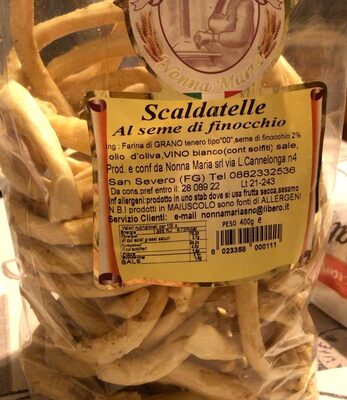 Nonna Maria
Scaldatelle
Al seme di finocchio
ing : Farina di GRANO tenero tipo"00",seme di finocchio 2%
olio d'oliva,VINO bianco(cont solfiti) sale,
Prod. e conf da Nonna Maria srl via L.Cannelonga n4
San Severo (FG) Tel 0882332536
Da cons.pref.entro il: 28 089 22 Lt 21-243
Inf.allergeni:prodotto in uno stab dove si usa frutta secca,sesamo
N.B.I prodotti in MAIUSCOLO sono fonti di ALLERGENI
Servizio Clienti: e-mail nonnamariasnc@libero.it
PESO 400g e
Energia
SALE
8 023358 000111